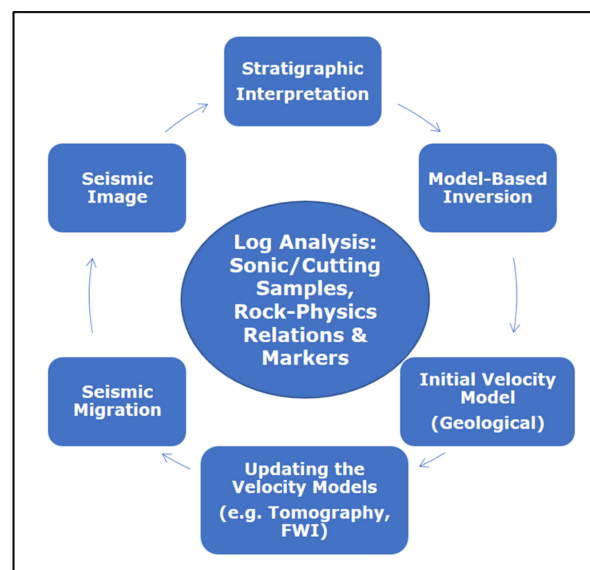 Stratigraphic
Interpretation
Model-Based
Inversion
Initial Velocity
Model
(Geological)
Updating the
Velocity Models
(e.g. Tomography,
FWI)
Seismic
Migration
Seismic
Image
Log Analysis:
Sonic/Cutting
Samples,
Rock-Physics
Relations &
Markers